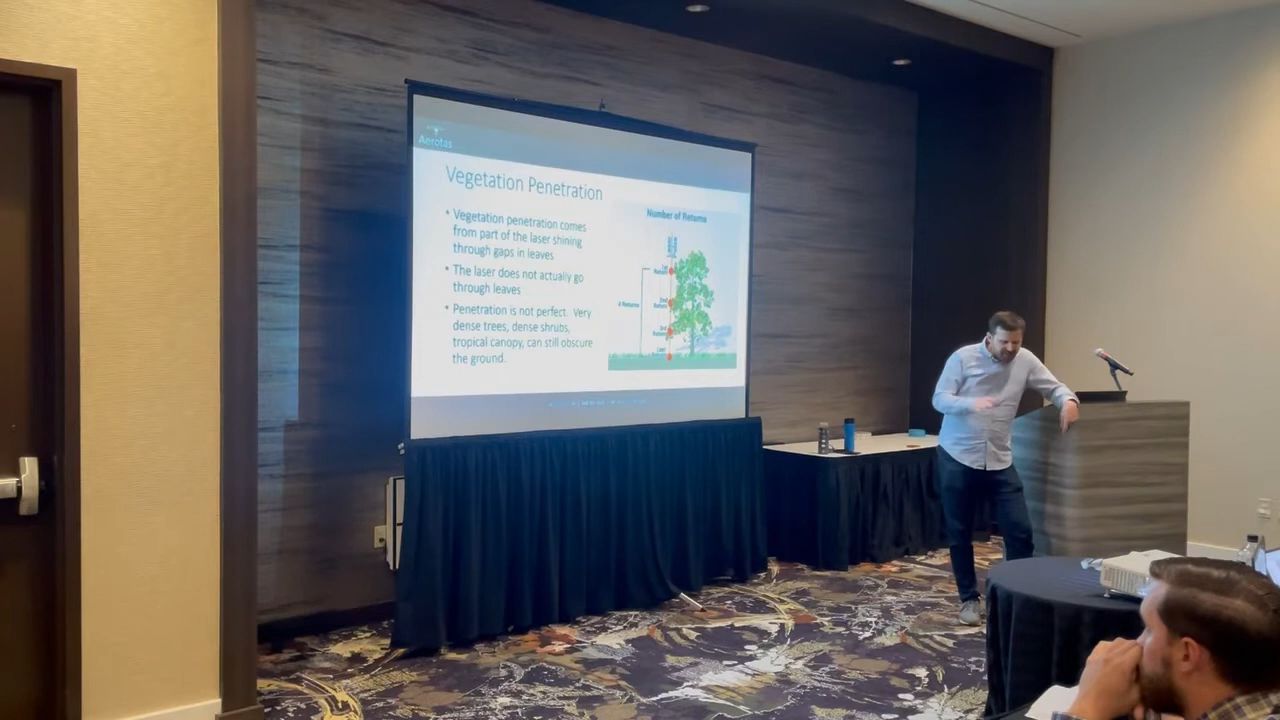 Aerotas
Vegetation Penetration
• Vegetation penetration comes
from part of the laser shining
through gaps in leaves
• The laser does not actually go
through leaves
• Penetration is not perfect. Very
dense trees, dense shrubs,
tropical canopy, can still obscure
the ground.
Number of Returns
4 Returns